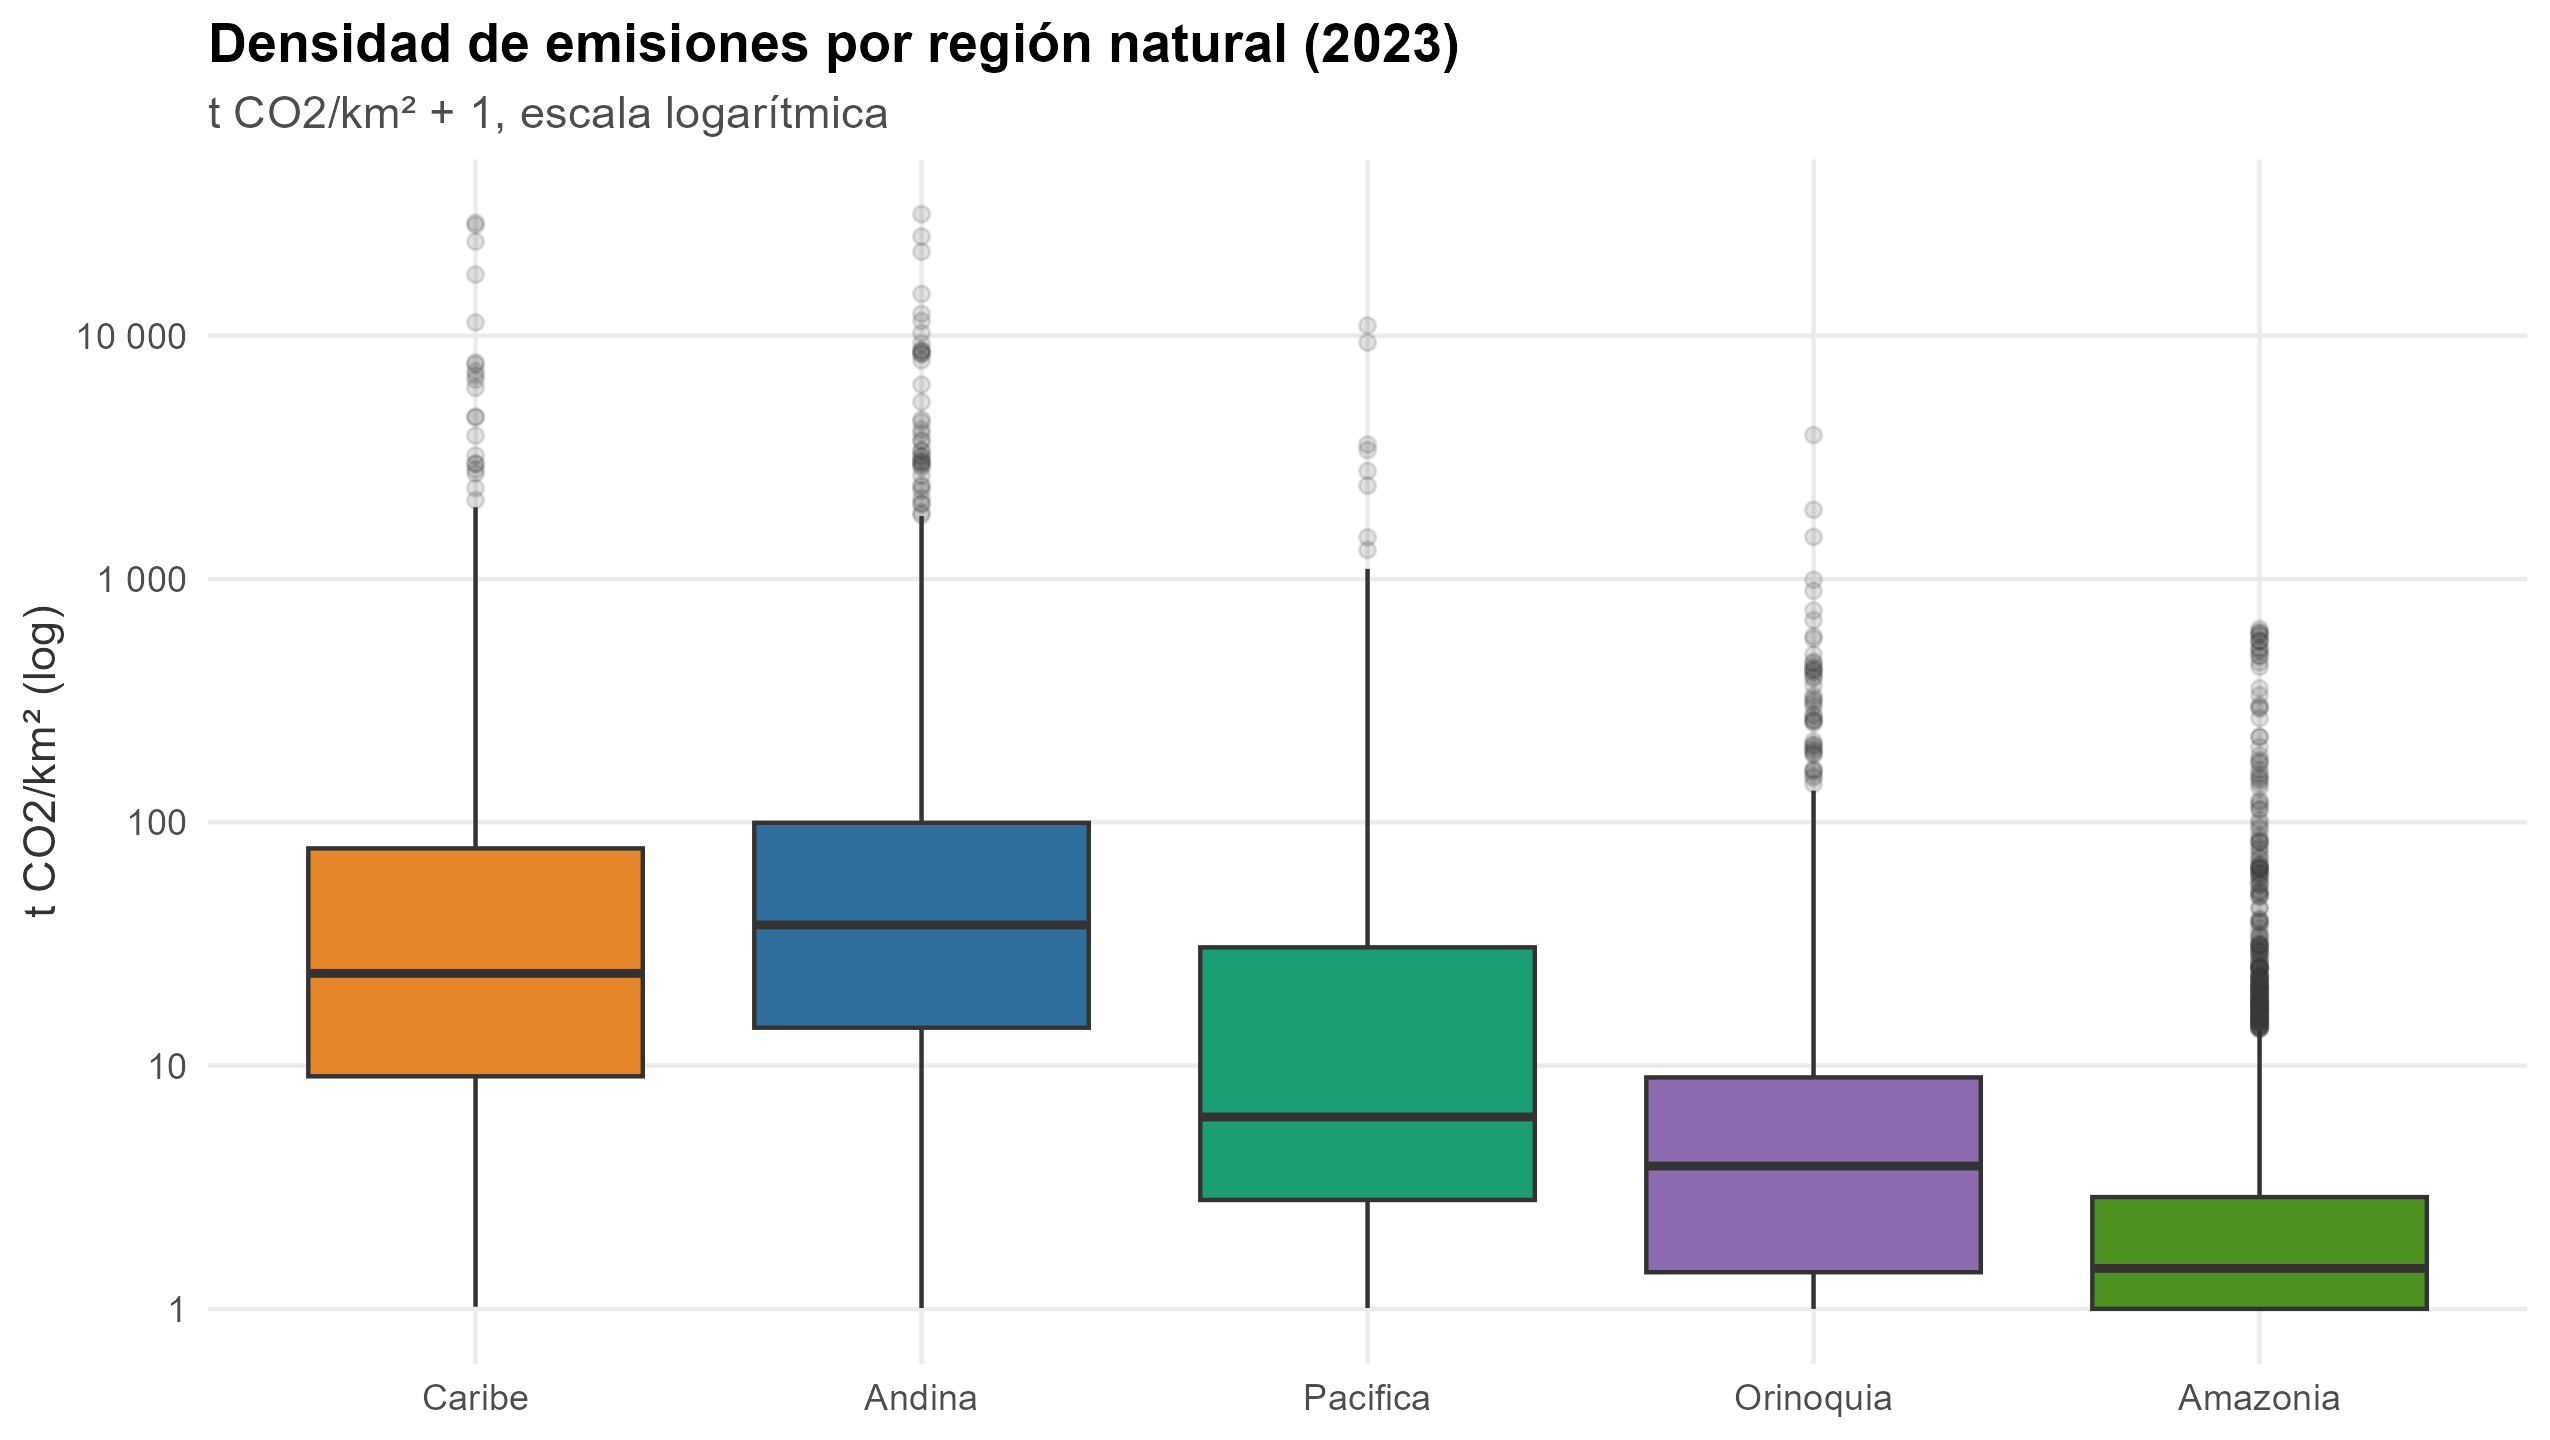 Densidad de emisiones por región natural (2023)
t CO2/km² + 1, escala logarítmica
t CO2/km² (log)
10 000
1 000
100
10
1
Caribe
Andina
Pacifica
Orinoquia
Amazonia